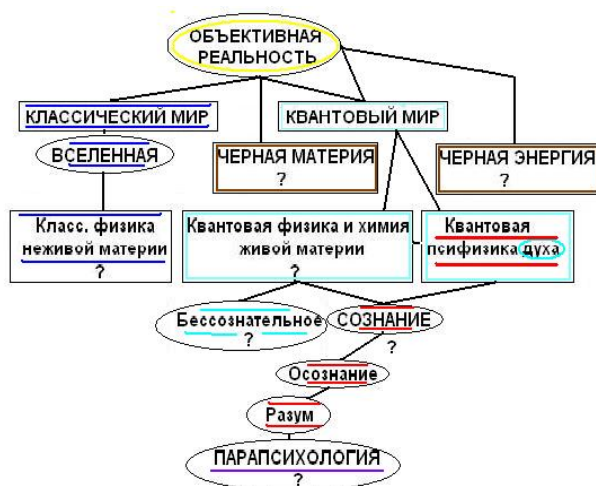 ОБЪЕКТИВНАЯ
РЕАЛЬНОСТЬ
КЛАССИЧЕСКИЙ МИР
КВАНТОВЫЙ МИР
ВСЕЛЕННАЯ
ЧЕРНАЯ МАТЕРИЯ
?
ЧЕРНАЯ ЭНЕРГИЯ
?
Класс. физика
неживой материи
?
Квантовая физика и химия
живой материи
?
Квантовая
псифизика духа
Бессознательное
?
СОЗНАНИЕ
?
Осознание
Разум
ПАРАПСИХОЛОГИЯ
?